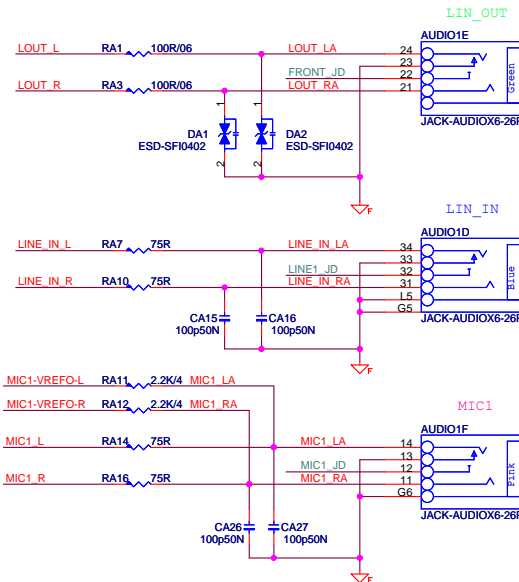 LIN_OUT
AUDIO1E
LOUT_L RA1 100R/06 LOUT_LA 24
23
FRONT_JD 22
LOUT_R RA3 100R/06 LOUT_RA 21
Green
1 1
DA1 DA2
ESD-SFI0402 ESD-SFI0402
2 2
JACK-AUDIOX6-26P
F
LIN_IN
AUDIO1D
LINE_IN_L RA7 75R LINE_IN_LA 34
33
LINE1_JD 32
LINE_IN_R RA10 75R LINE_IN_RA 31
L5
G5
Blue
CA15 CA16
100p50N 100p50N
JACK-AUDIOX6-26P
F
MIC1-VREFO-L RA11 2.2K/4 MIC1_LA
MIC1-VREFO-R RA12 2.2K/4 MIC1_RA
MIC1
AUDIO1F
MIC1_L RA14 75R MIC1_LA 14
13
MIC1_JD 12
MIC1_R RA16 75R MIC1_RA 11
G6
Pink
JACK-AUDIOX6-26P
CA26 CA27
100p50N 100p50N
F